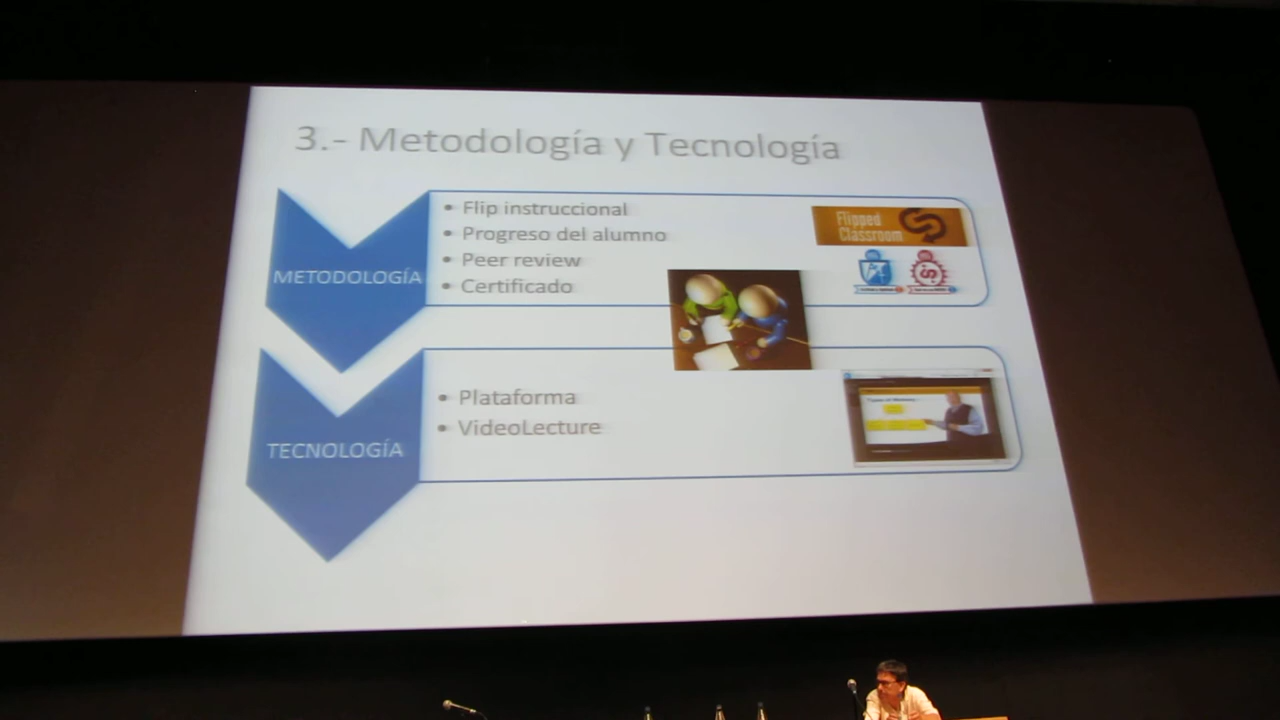 3.- Metodología y Tecnología
METODOLOGÍA
• Flip instruccional
• Progreso del alumno
• Peer review
• Certificado
Flipped
Classroom
TECNOLOGÍA
• Plataforma
• VideoLecture